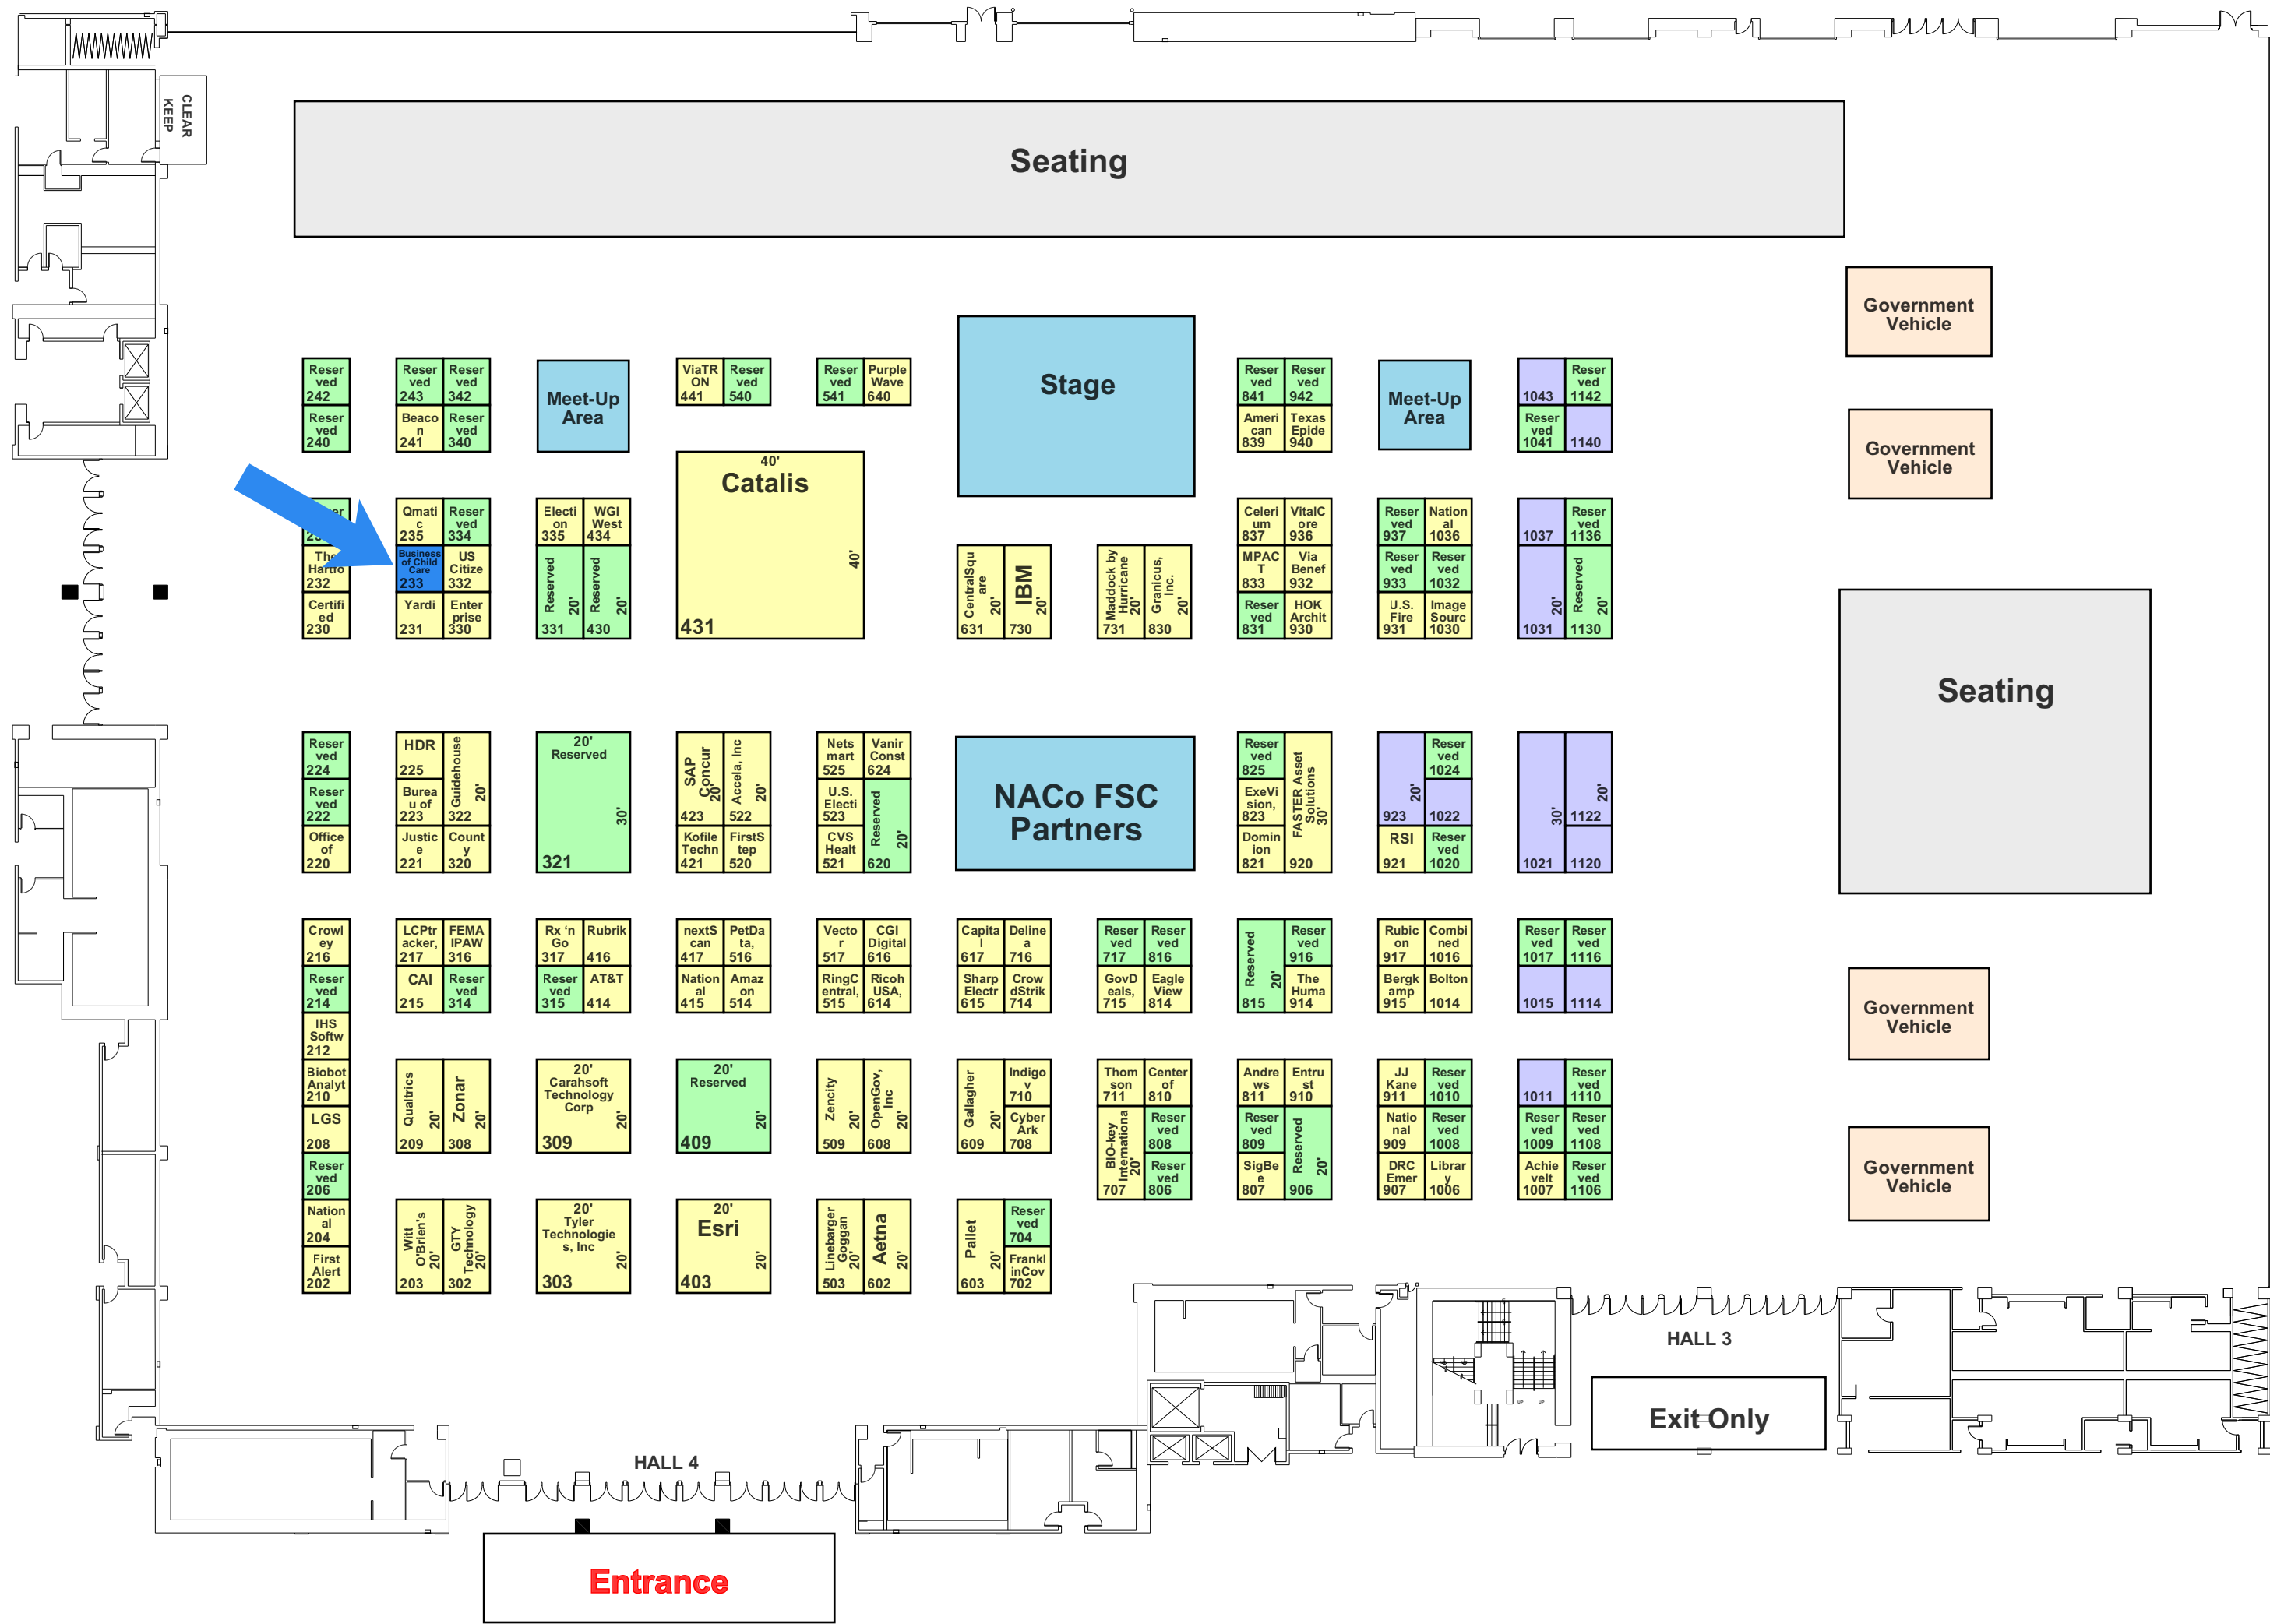 CLEAR
KEEP
Seating
Government
Vehicle
Stage
Reser
ved
242
Reser
ved
243
Reser
ved
342
Meet-Up
Area
ViaTR
ON
441
Reser
ved
540
Reser
ved
541
Purple
Wave
640
Reser
ved
841
Reser
ved
942
Meet-Up
Area
1043
Reser
ved
1142
Reser
ved
240
Beaco
n
241
Reser
ved
340
Ameri
can
839
Texas
Epide
940
Reser
ved
1041
1140
Government
Vehicle
40'
Catalis
40'
431
Qmati
c
235
Reser
ved
334
Electi
on
335
WGI
West
434
Celeri
um
837
VitalC
ore
936
Reser
ved
937
Nation
al
1036
1037
Reser
ved
1136
The
Hartfo
232
Business
of Child
Care
233
US
Citize
332
Reserved
20'
331
Reserved
20'
430
CentralSqu
are
20'
631
IBM
20'
730
Maddock by
Hurricane
20'
731
Granicus,
Inc.
20'
830
MPAC
T
833
Via
Benef
932
Reser
ved
933
Reser
ved
1032
20'
1031
Reserved
20'
1130
Certifi
ed
230
Yardi
231
Enter
prise
330
Reser
ved
831
HOK
Archit
930
U.S.
Fire
931
Image
Sourc
1030
Seating
Reser
ved
224
HDR
225
Guidehouse
20'
322
20'
Reserved
30'
321
SAP
Concur
20'
423
Accela, Inc
20'
522
Nets
mart
525
Vanir
Const
624
NACo FSC
Partners
Reser
ved
825
FASTER Asset
Solutions
30'
920
20'
923
Reser
ved
1024
30'
1021
20'
1122
Reser
ved
222
Burea
u of
223
U.S.
Electi
523
Reserved
20'
620
ExeVi
sion,
823
1022
Office
of
220
Justic
e
221
Count
y
320
Kofile
Techn
421
FirstS
tep
520
CVS
Healt
521
Domin
ion
821
RSI
921
Reser
ved
1020
1120
Crowl
ey
216
LCPtr
acker,
217
FEMA
IPAW
316
Rx ‘n
Go
317
Rubrik
416
nextS
can
417
PetDa
ta,
516
Vecto
r
517
CGI
Digital
616
Capita
l
617
Deline
a
716
Reser
ved
717
Reser
ved
816
Reserved
20'
815
Reser
ved
916
Rubic
on
917
Combi
ned
1016
Reser
ved
1017
Reser
ved
1116
Reser
ved
214
CAI
215
Reser
ved
314
Reser
ved
315
AT&T
414
Nation
al
415
Amaz
on
514
RingC
entral,
515
Ricoh
USA,
614
Sharp
Electr
615
Crow
dStrik
714
GovD
eals,
715
Eagle
View
814
The
Huma
914
Bergk
amp
915
Bolton
1014
1015
1114
Government
Vehicle
IHS
Softw
212
Biobot
Analyt
210
Qualtrics
20'
209
Zonar
20'
308
20'
Carahsoft
Technology
Corp
20'
309
20'
Reserved
20'
409
Zencity
20'
509
OpenGov,
Inc
20'
608
Gallagher
20'
609
Indigo
v
710
Thom
son
711
Center
of
810
Andre
ws
811
Entru
st
910
JJ
Kane
911
Reser
ved
1010
1011
Reser
ved
1110
LGS
208
Cyber
Ark
708
BIO-key
Internationa
20'
707
Reser
ved
808
Reser
ved
809
Reserved
20'
906
Natio
nal
909
Reser
ved
1008
Reser
ved
1009
Reser
ved
1108
Government
Vehicle
Reser
ved
206
Reser
ved
806
SigBe
e
807
DRC
Emer
907
Librar
y
1006
Achie
velt
1007
Reser
ved
1106
Nation
al
204
Witt
O'Brien's
20'
203
GTY
Technology
20'
302
20'
Tyler
Technologie
s, Inc
20'
303
20'
Esri
20'
403
Linebarger
Goggan
20'
503
Aetna
20'
602
Pallet
20'
603
Reser
ved
704
First
Alert
202
Frankl
inCov
702
HALL 3
Exit Only
HALL 4
Entrance